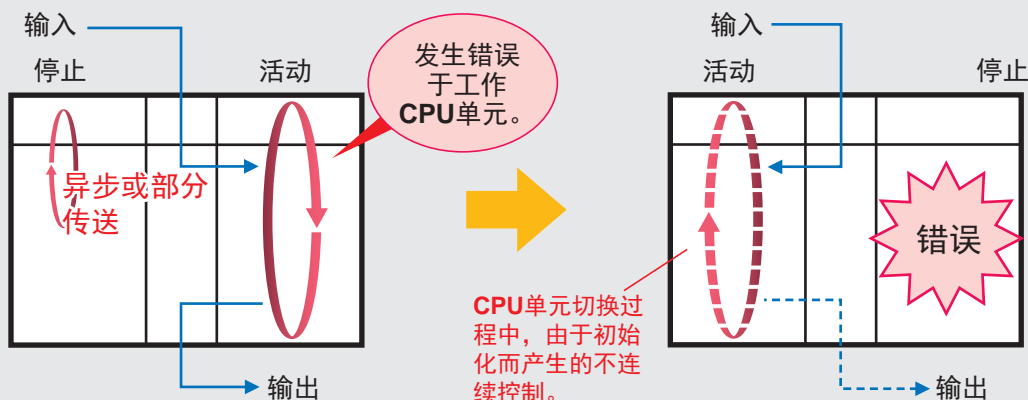 输入
停止
活动
发生错误
于工作
CPU单元。
异步或部分
传送
输出
输入
活动
停止
错误
CPU单元切换过
程中，由于初始
化而产生的不连
续控制。
输出